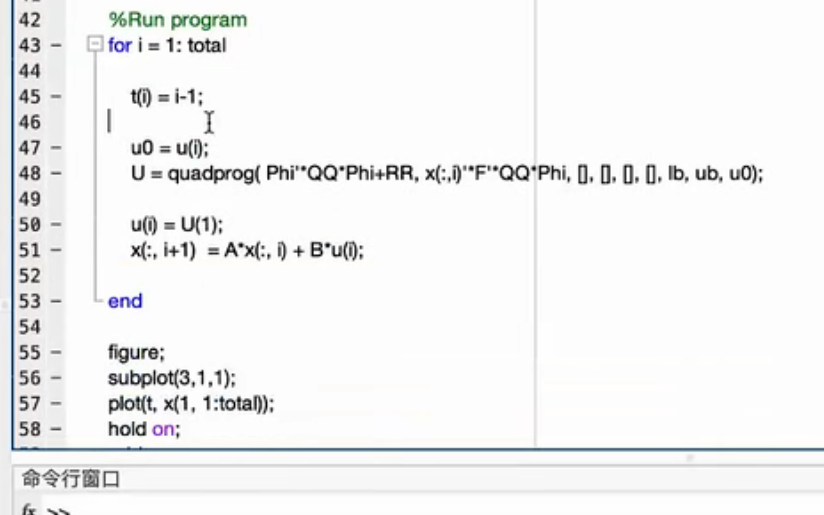 42 %Run program
43 – for i = 1: total
44
45 – t(i) = i-1;
46
47 – u0 = u(i);
48 – U = quadprog( Phi'*QQ*Phi+RR, x(:,i)'*F'*QQ*Phi, [], [], [], [], lb, ub, u0);
49
50 – u(i) = U(1);
51 – x(:, i+1) = A*x(:, i) + B*u(i);
52
53 – end
54
55 – figure;
56 – subplot(3,1,1);
57 – plot(t, x(1, 1:total));
58 – hold on;
命令行窗口
fx >>